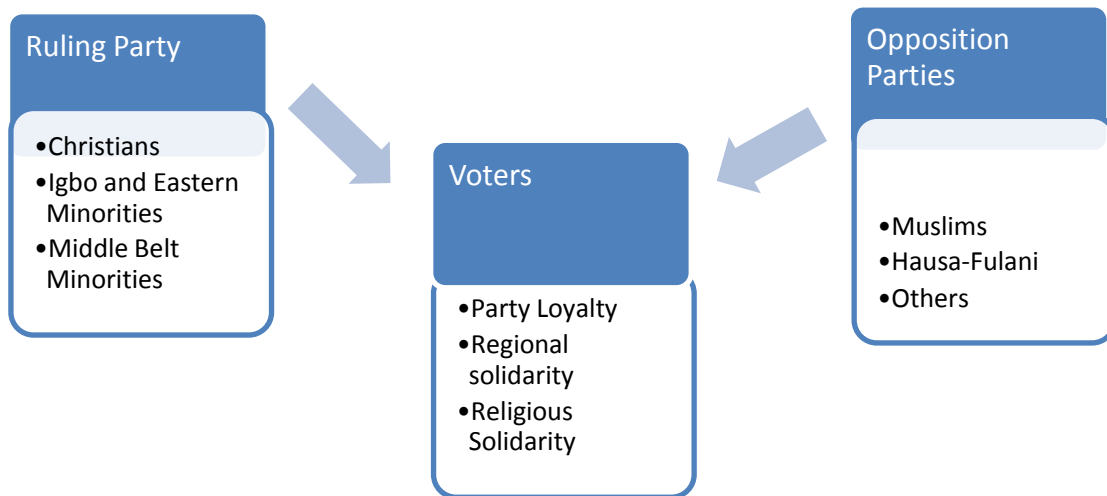 Ruling Party
•Christians
•Igbo and Eastern
Minorities
•Middle Belt
Minorities
Voters
•Party Loyalty
•Regional
solidarity
•Religious
Solidarity
Opposition
Parties
•Muslims
•Hausa-Fulani
•Others